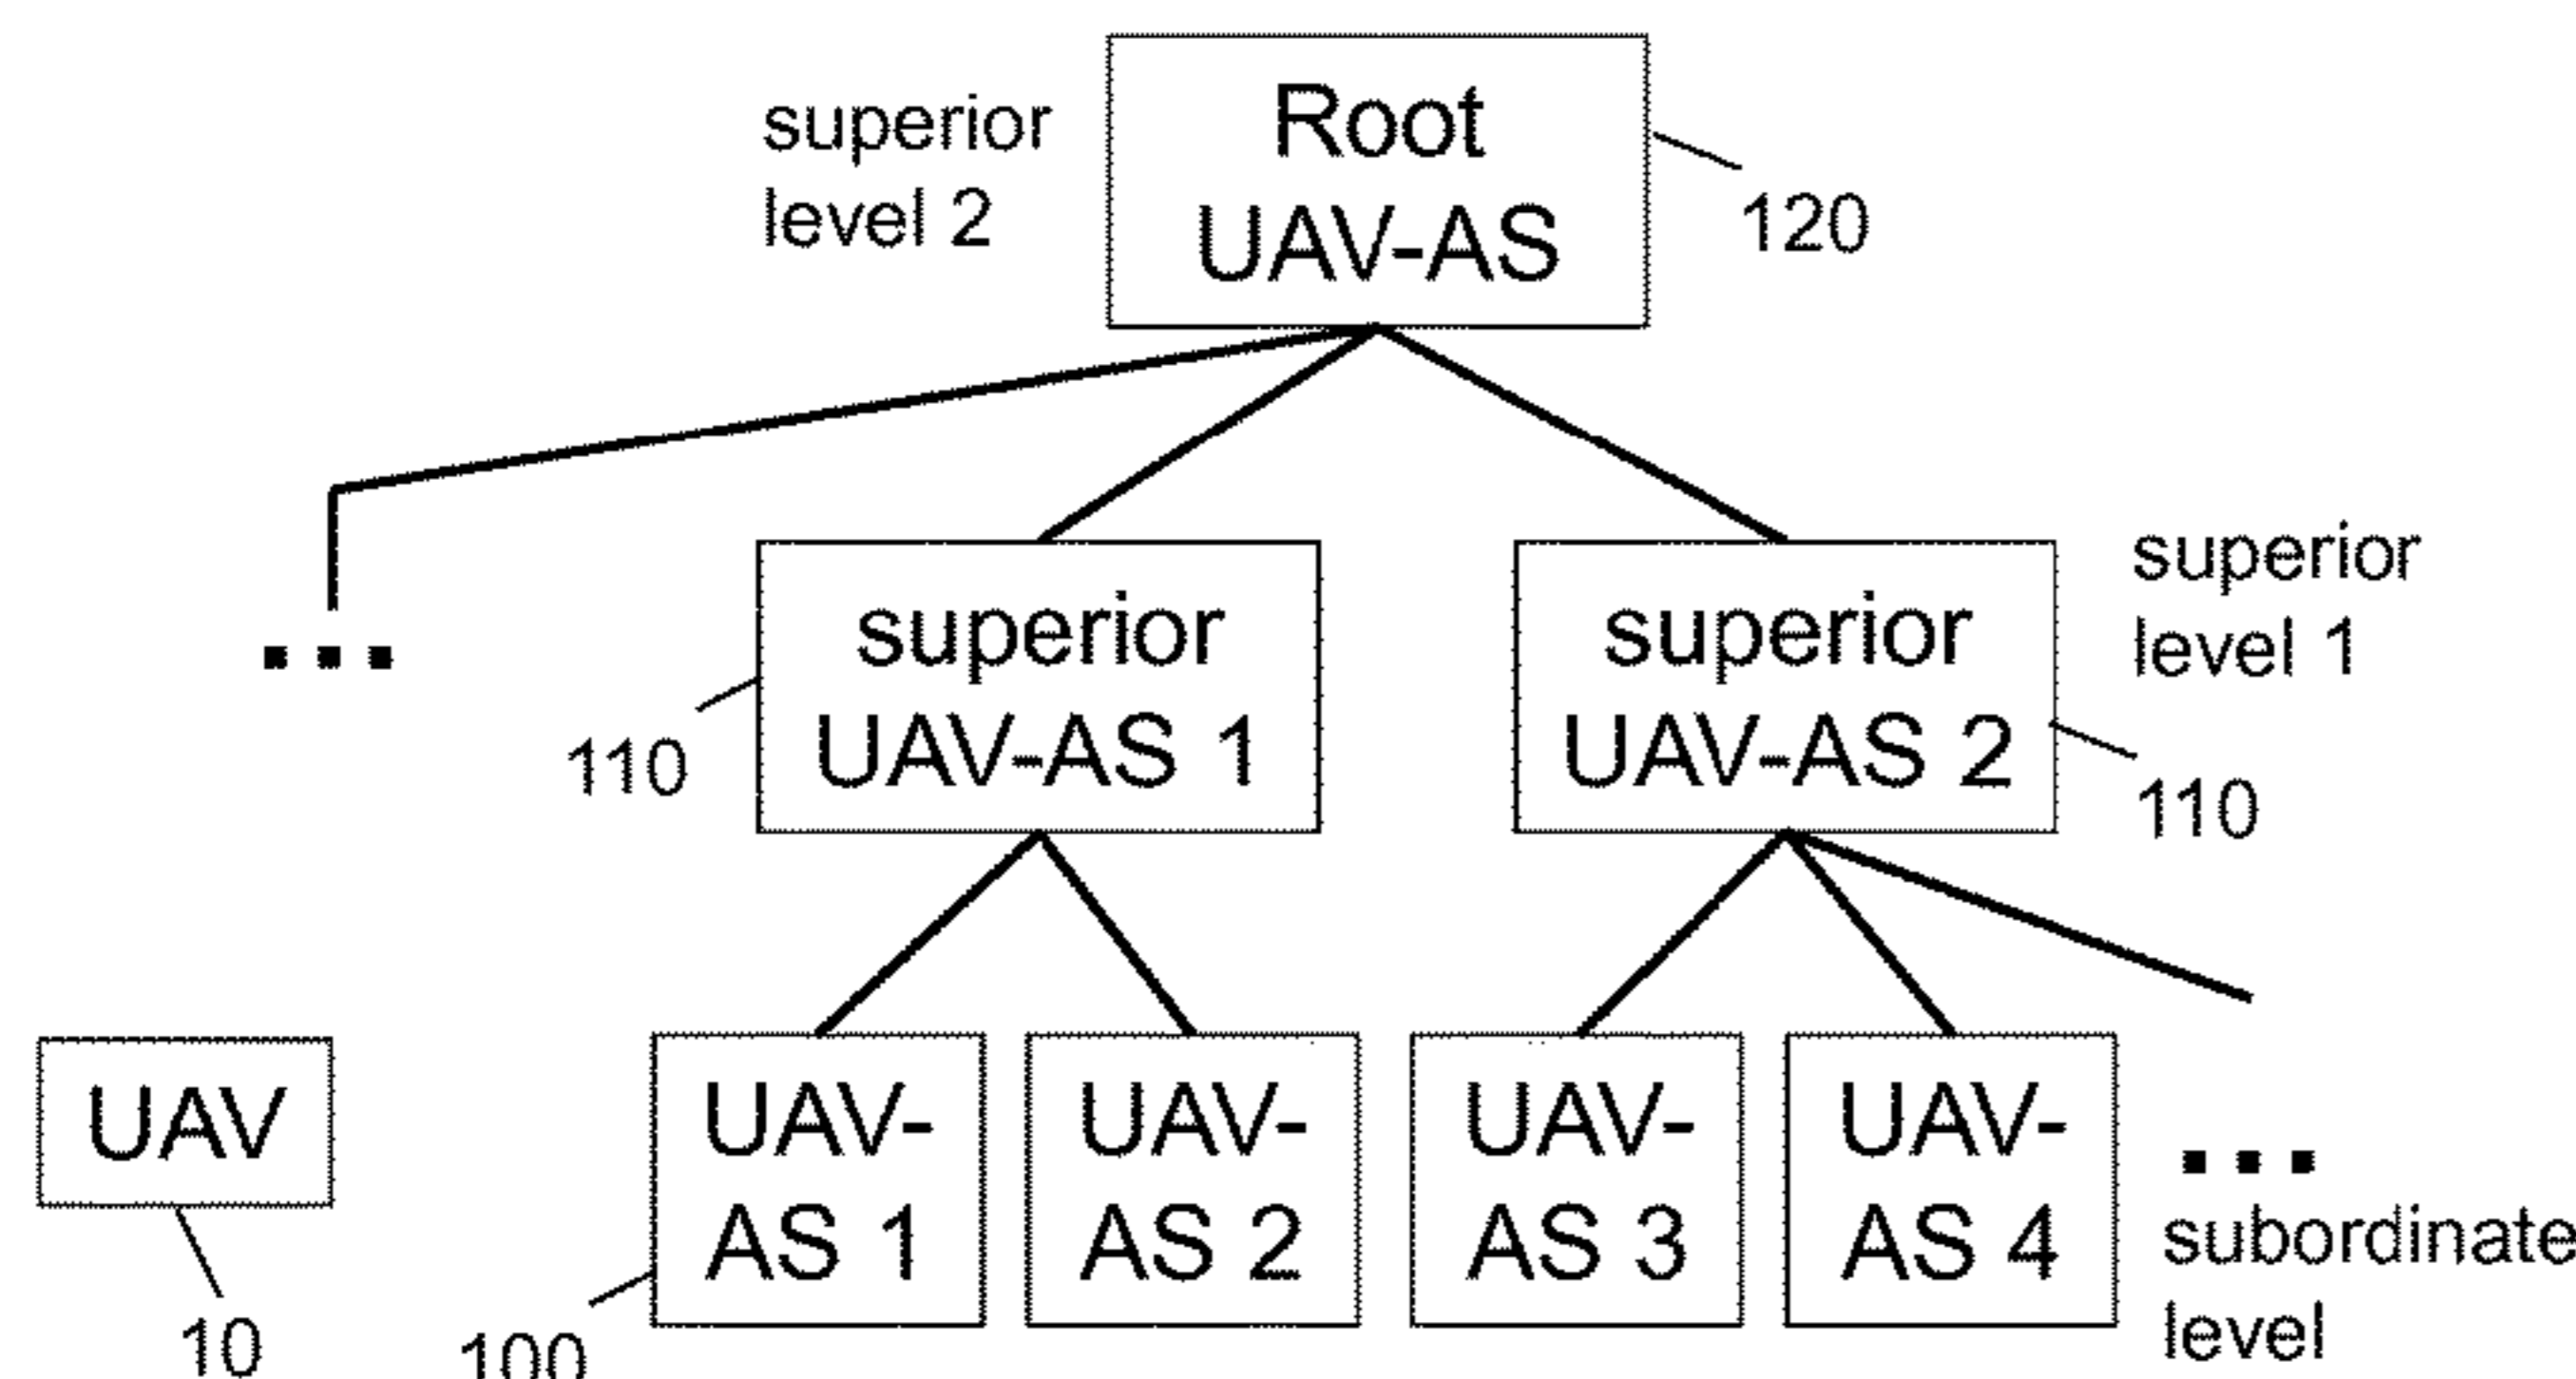 superior
level 2
Root
UAV-AS
120
superior
UAV-AS 1
110
superior
UAV-AS 2
110
superior
level 1
...
UAV
10
UAV-
AS 1
100
UAV-
AS 2
UAV-
AS 3
UAV-
AS 4
...
subordinate
level